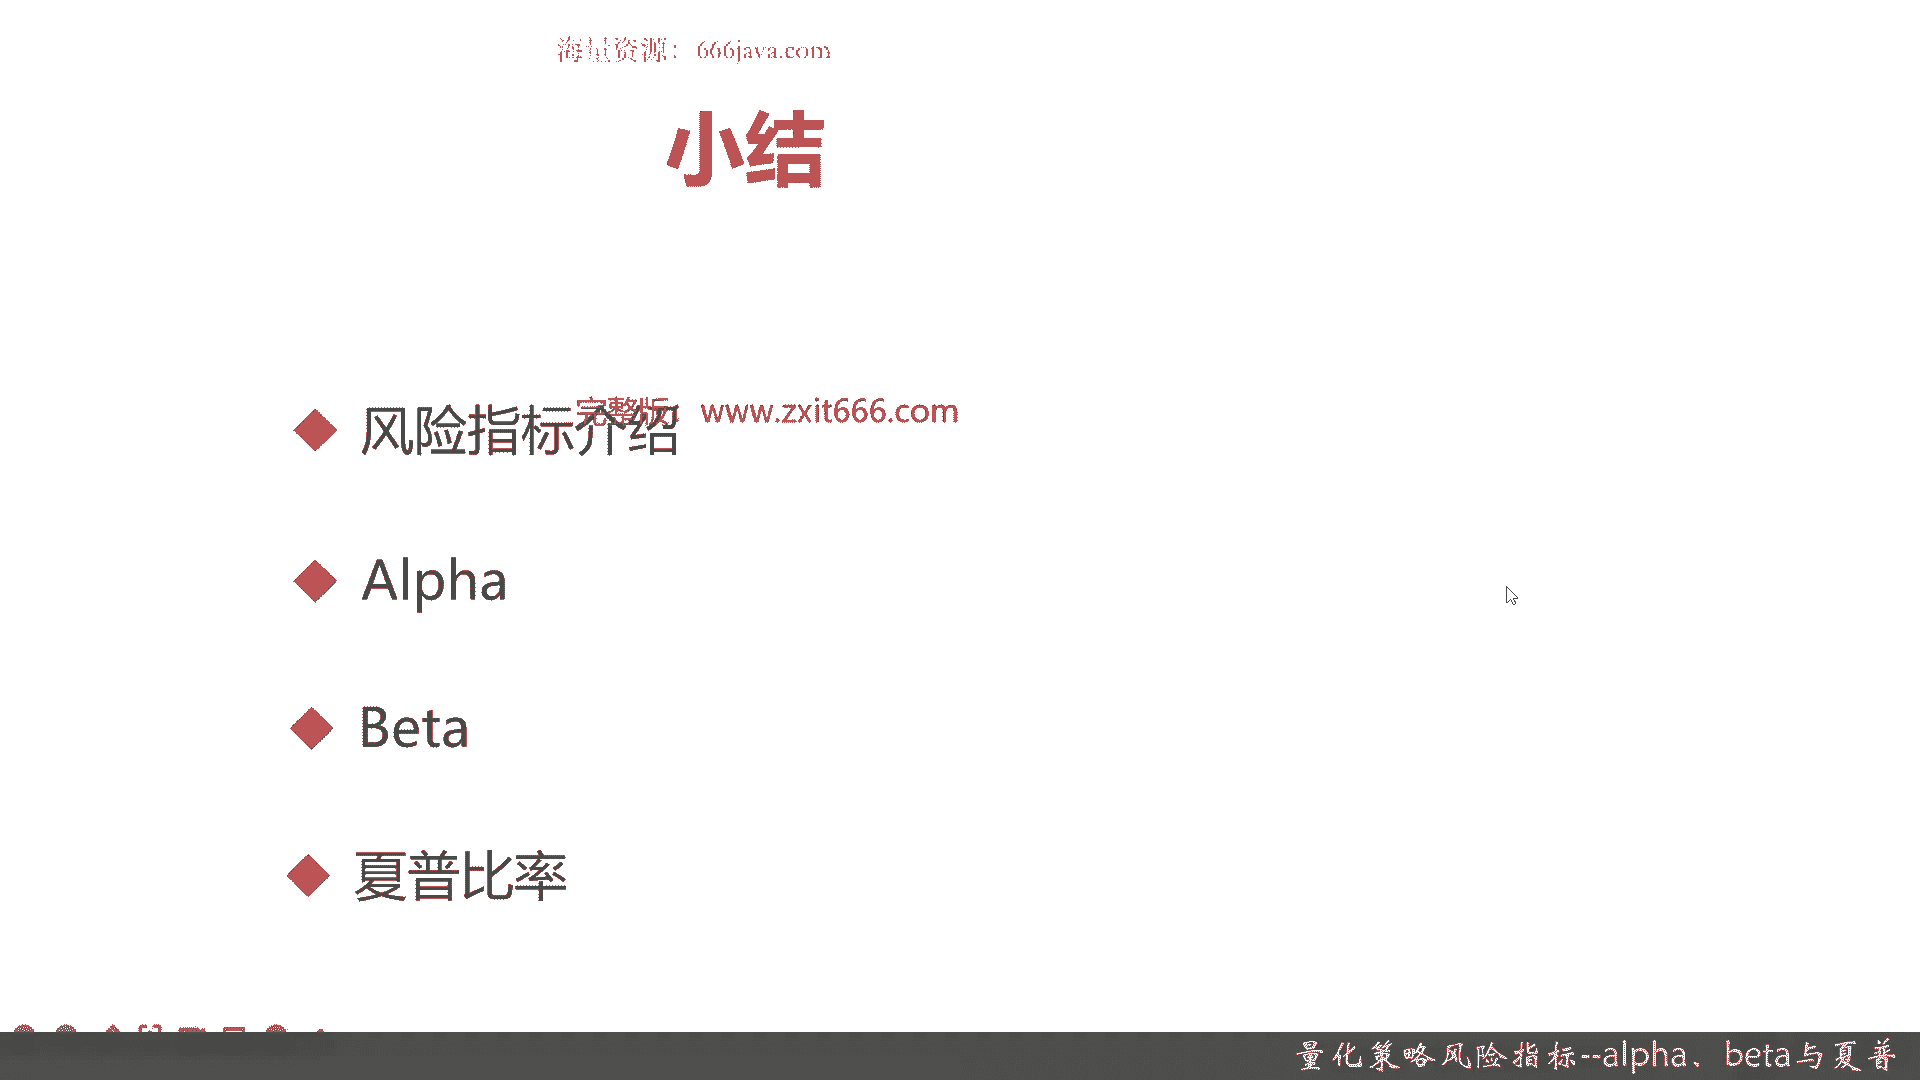 海量资源：666java.com
小结
完整版：www.zxit666.com
风险指标介绍
Alpha
Beta
夏普比率
量化策略风险指标--alpha、beta与夏普